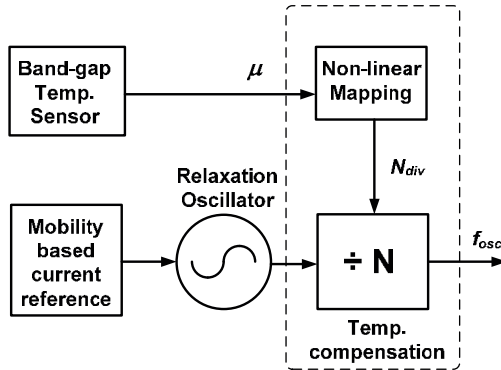 Band-gap
Temp.
Sensor
μ
Non-linear
Mapping
N_div
Relaxation
Oscillator
Mobility
based
current
reference
÷ N
f_osc
Temp.
compensation